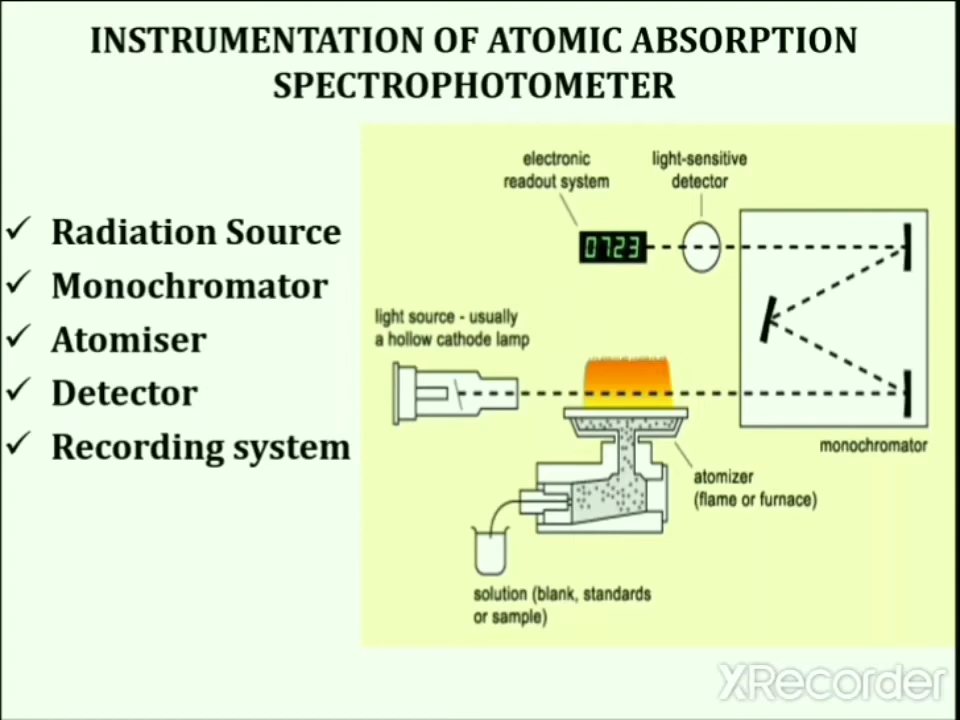 INSTRUMENTATION OF ATOMIC ABSORPTION
SPECTROPHOTOMETER
✓ Radiation Source
✓ Monochromator
✓ Atomiser
✓ Detector
✓ Recording system
electronic
readout system
light-sensitive
detector
0723
light source - usually
a hollow cathode lamp
monochromator
atomizer
(flame or furnace)
solution (blank, standards
or sample)
XRecorder